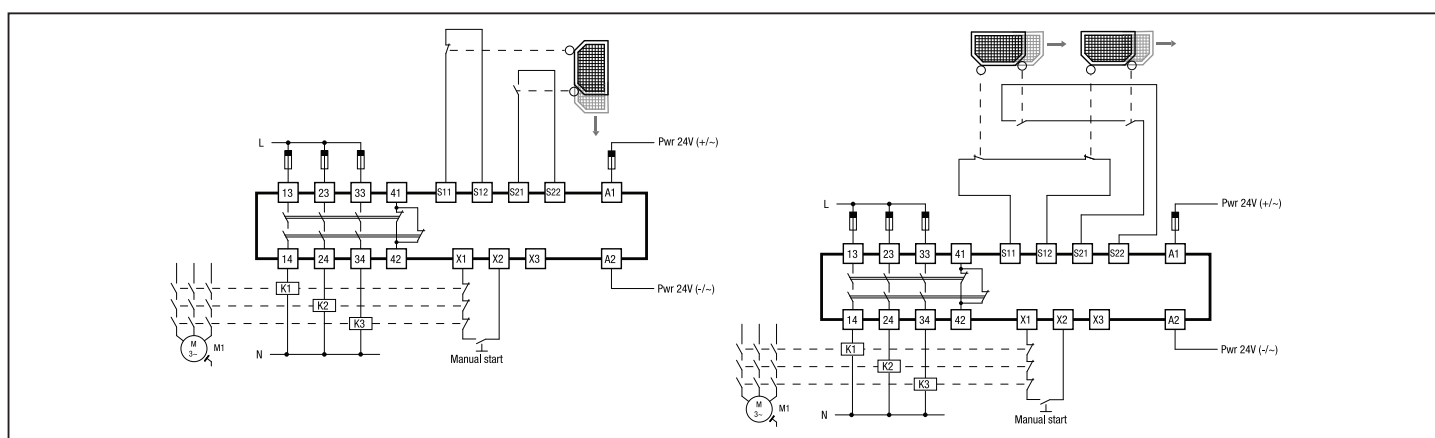 Pwr 24V (+/~)
L
13 23 33 41 S11 S12 S21 S22 A1
14 24 34 42 X1 X2 X3 A2
K1
K2
K3
Pwr 24V (-/~)
M
3~
M1
N
Manual start
Pwr 24V (+/~)
L
13 23 33 41 S11 S12 S21 S22 A1
14 24 34 42 X1 X2 X3 A2
K1
K2
K3
Pwr 24V (-/~)
M
3~
M1
N
Manual start